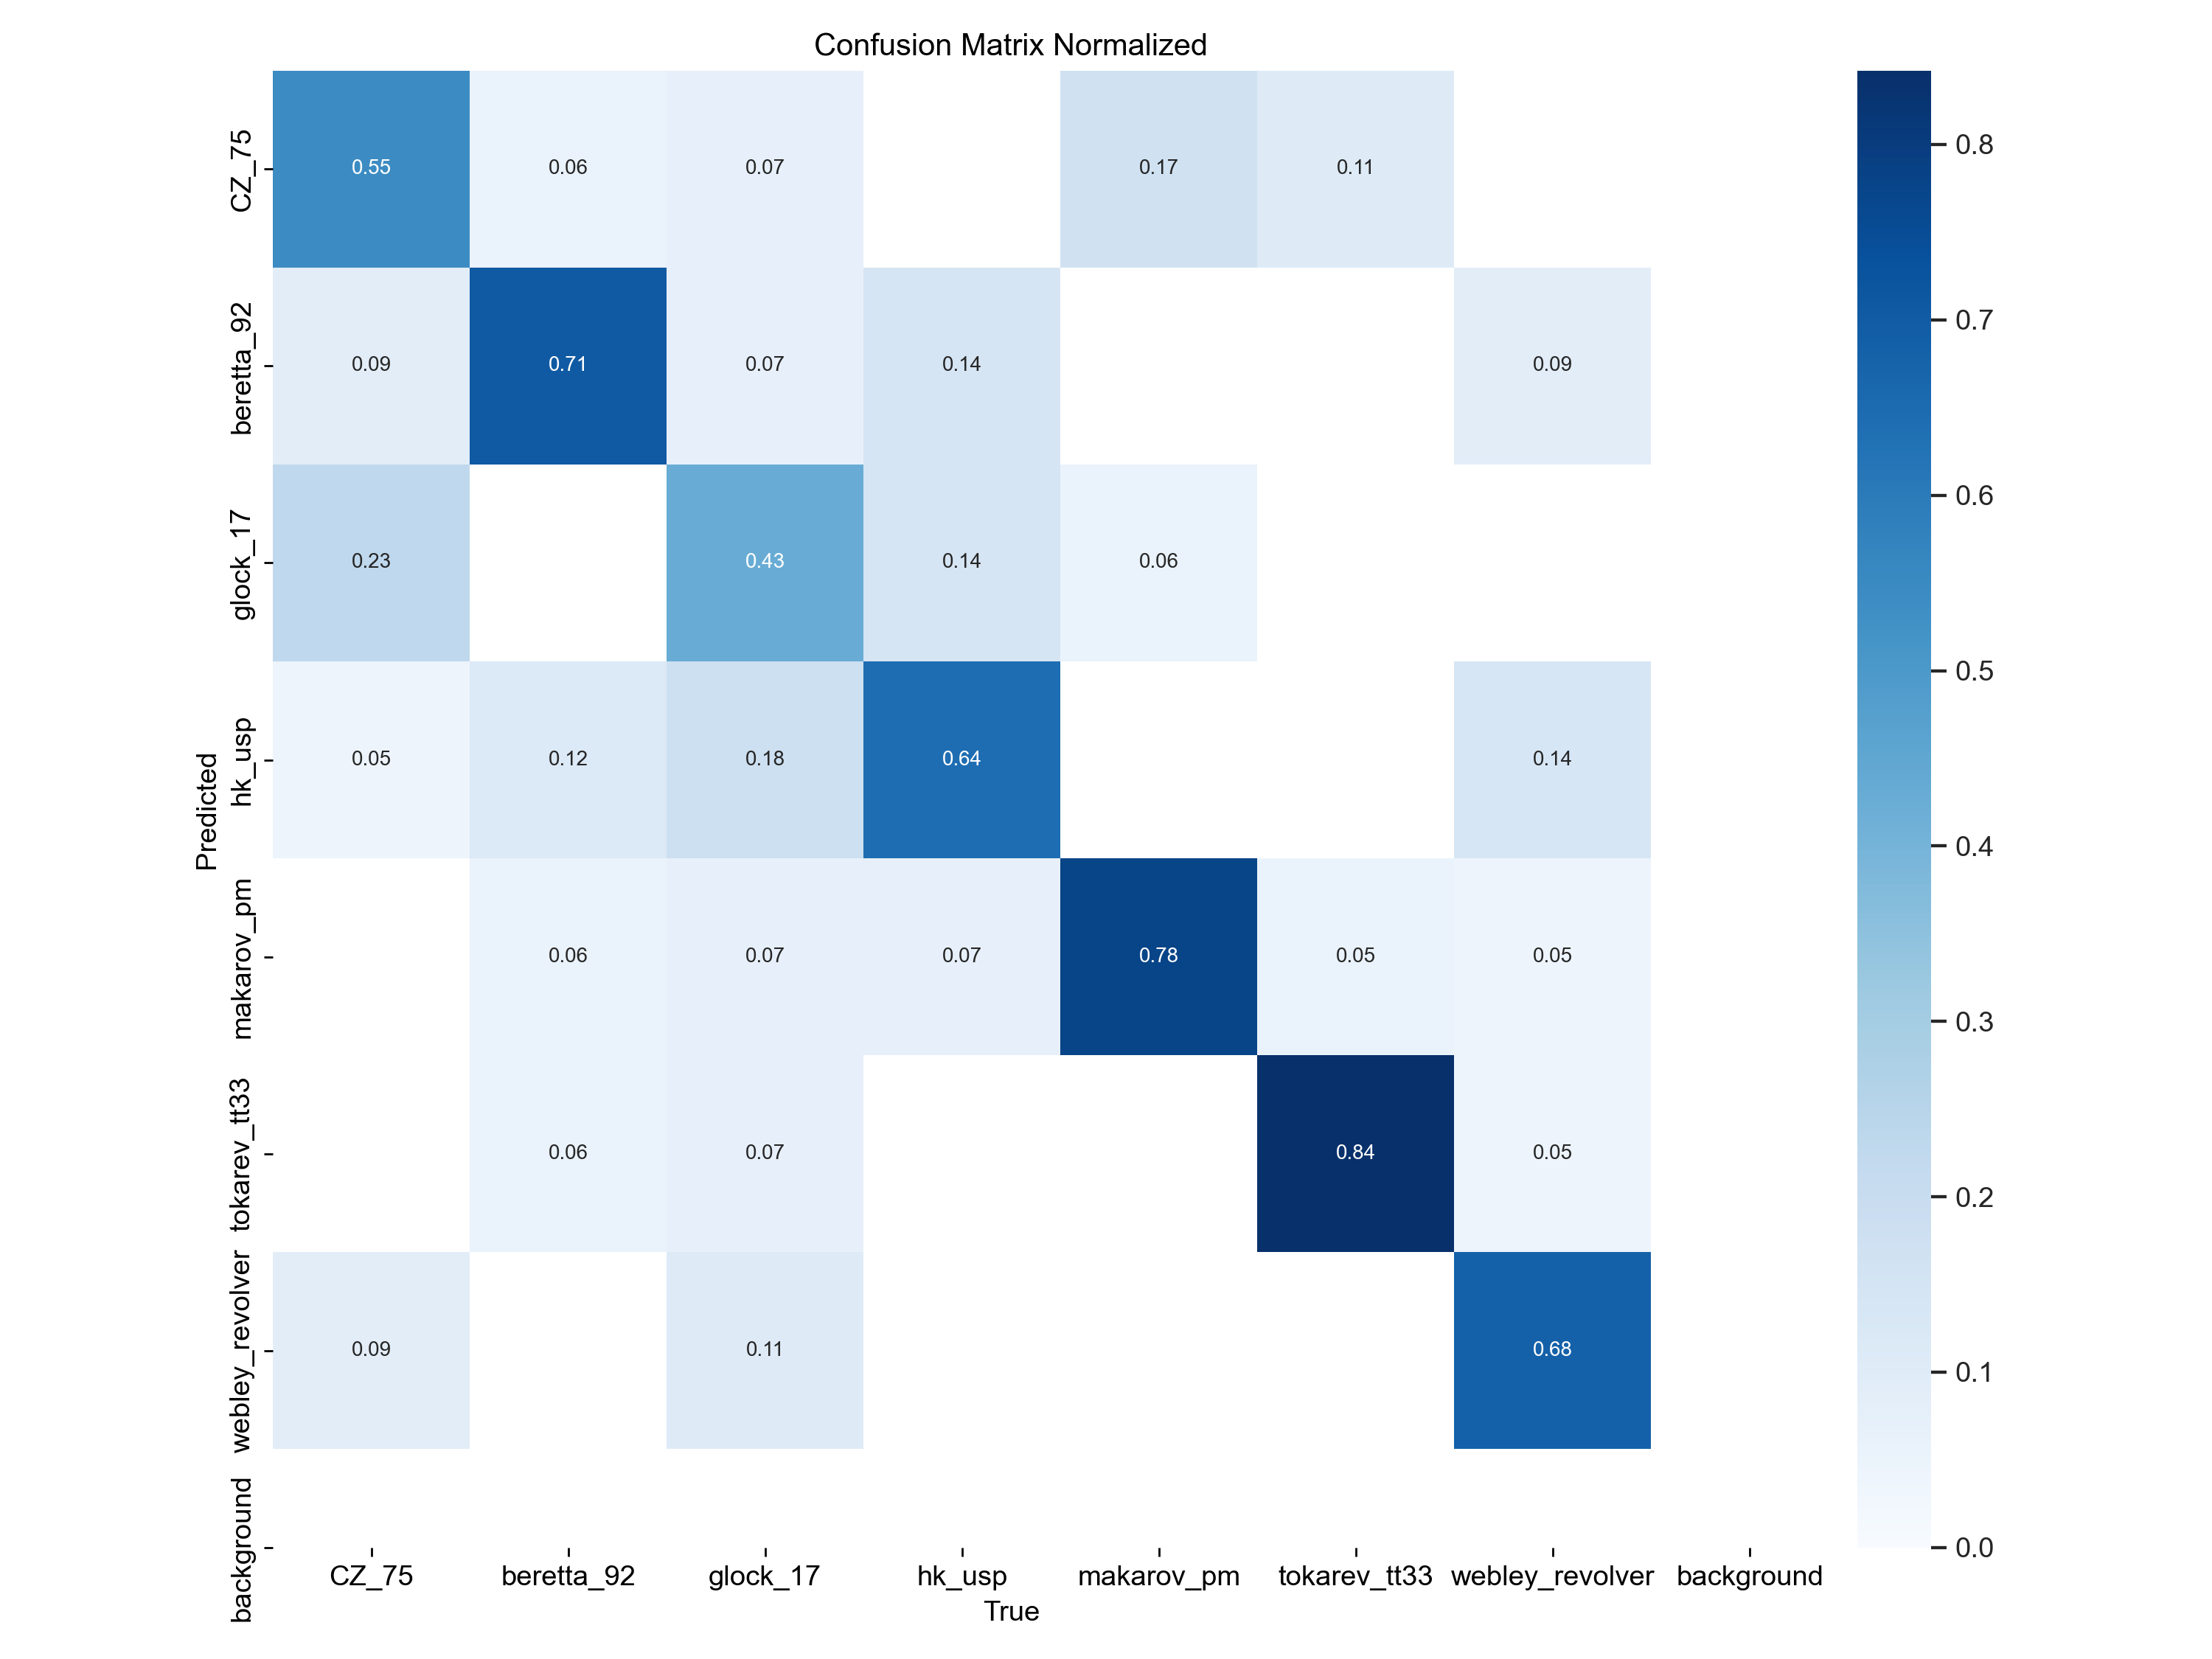 Confusion Matrix Normalized
CZ_75
0.55
0.06
0.07
0.17
0.11
beretta_92
0.09
0.71
0.07
0.14
0.09
glock_17
0.23
0.43
0.14
0.06
hk_usp
0.05
0.12
0.18
0.64
0.14
makarov_pm
0.06
0.07
0.07
0.78
0.05
0.05
tokarev_tt33
0.06
0.07
0.84
0.05
webley_revolver
0.09
0.11
0.68
background
Predicted
CZ_75
beretta_92
glock_17
hk_usp
makarov_pm
tokarev_tt33
webley_revolver
background
True
0.8
0.7
0.6
0.5
0.4
0.3
0.2
0.1
0.0